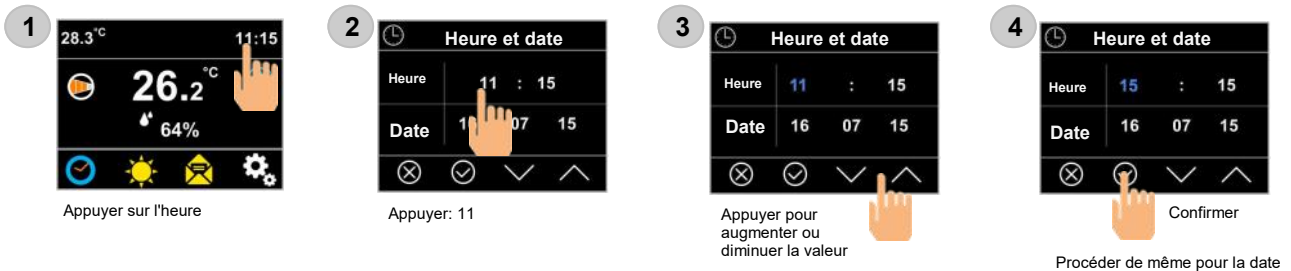 1
28.3°C 11:15
26.2°C
64%
Appuyer sur l'heure
2
Heure et date
Heure 11 : 15
Date 07 15
Appuyer: 11
3
Heure et date
Heure 11 : 15
Date 16 07 15
Appuyer pour
augmenter ou
diminuer la valeur
4
Heure et date
Heure 15 : 15
Date 16 07 15
Confirmer
Procéder de même pour la date